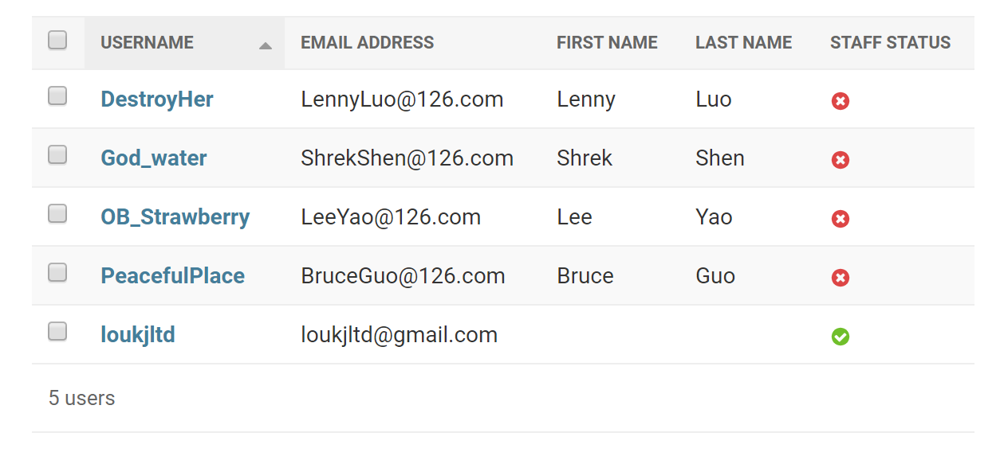 USERNAME EMAIL ADDRESS FIRST NAME LAST NAME STAFF STATUS
DestroyHer LennyLuo@126.com Lenny Luo
God_water ShrekShen@126.com Shrek Shen
OB_Strawberry LeeYao@126.com Lee Yao
PeacefulPlace BruceGuo@126.com Bruce Guo
loukjltd loukjltd@gmail.com
5 users